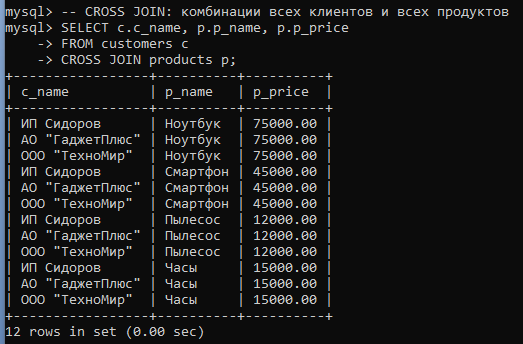 mysql> -- CROSS JOIN: комбинации всех клиентов и всех продуктов
mysql> SELECT c.c_name, p.p_name, p.p_price
    -> FROM customers c
    -> CROSS JOIN products p;
+-----------------+----------+----------+
| c_name          | p_name   | p_price  |
+-----------------+----------+----------+
| ИП Сидоров      | Ноутбук  | 75000.00 |
| АО "ГаджетПлюс" | Ноутбук  | 75000.00 |
| ООО "ТехноМир"  | Ноутбук  | 75000.00 |
| ИП Сидоров      | Смартфон | 45000.00 |
| АО "ГаджетПлюс" | Смартфон | 45000.00 |
| ООО "ТехноМир"  | Смартфон | 45000.00 |
| ИП Сидоров      | Пылесос  | 12000.00 |
| АО "ГаджетПлюс" | Пылесос  | 12000.00 |
| ООО "ТехноМир"  | Пылесос  | 12000.00 |
| ИП Сидоров      | Часы     | 15000.00 |
| АО "ГаджетПлюс" | Часы     | 15000.00 |
| ООО "ТехноМир"  | Часы     | 15000.00 |
+-----------------+----------+----------+
12 rows in set (0.00 sec)